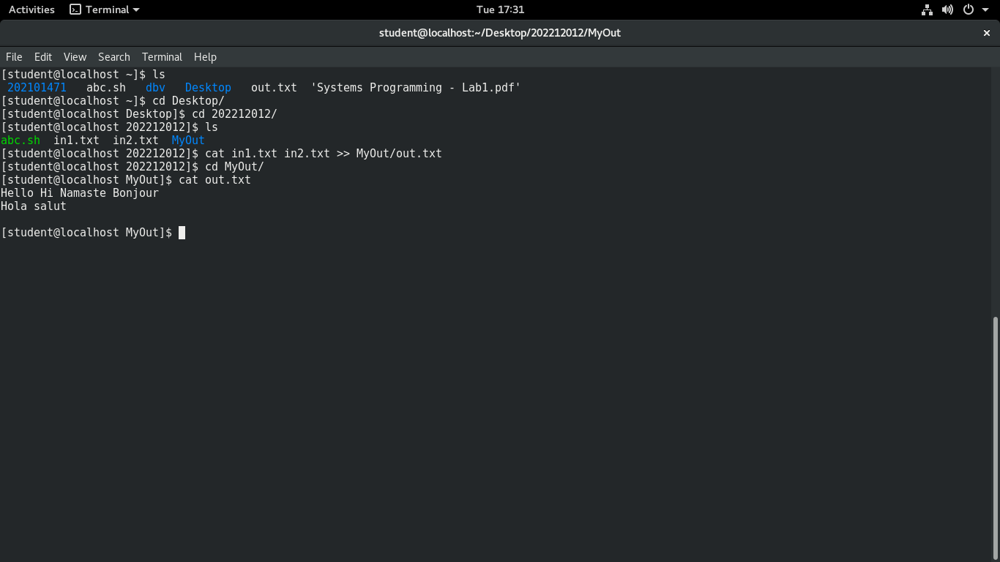 Activities Terminal Tue 17:31
student@localhost:~/Desktop/202212012/MyOut ×
File Edit View Search Terminal Help
[student@localhost ~]$ ls
202101471 abc.sh dbv Desktop out.txt 'Systems Programming - Lab1.pdf'
[student@localhost ~]$ cd Desktop/
[student@localhost Desktop]$ cd 202212012/
[student@localhost 202212012]$ ls
abc.sh in1.txt in2.txt MyOut
[student@localhost 202212012]$ cat in1.txt in2.txt >> MyOut/out.txt
[student@localhost 202212012]$ cd MyOut/
[student@localhost MyOut]$ cat out.txt
Hello Hi Namaste Bonjour
Hola salut
[student@localhost MyOut]$